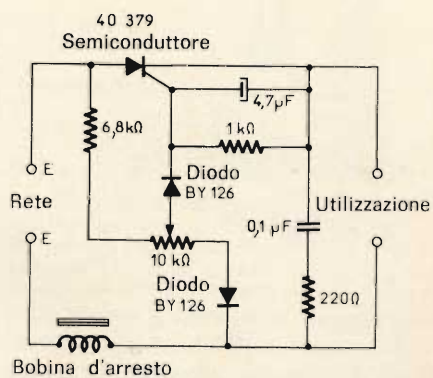 40 379
Semiconduttore
4,7µF
6,8kΩ
1kΩ
E
Diodo
BY 126
Rete
Utilizzazione
0,1 µF
E
10 kΩ
Diodo
BY 126
220Ω
Bobina d'arresto